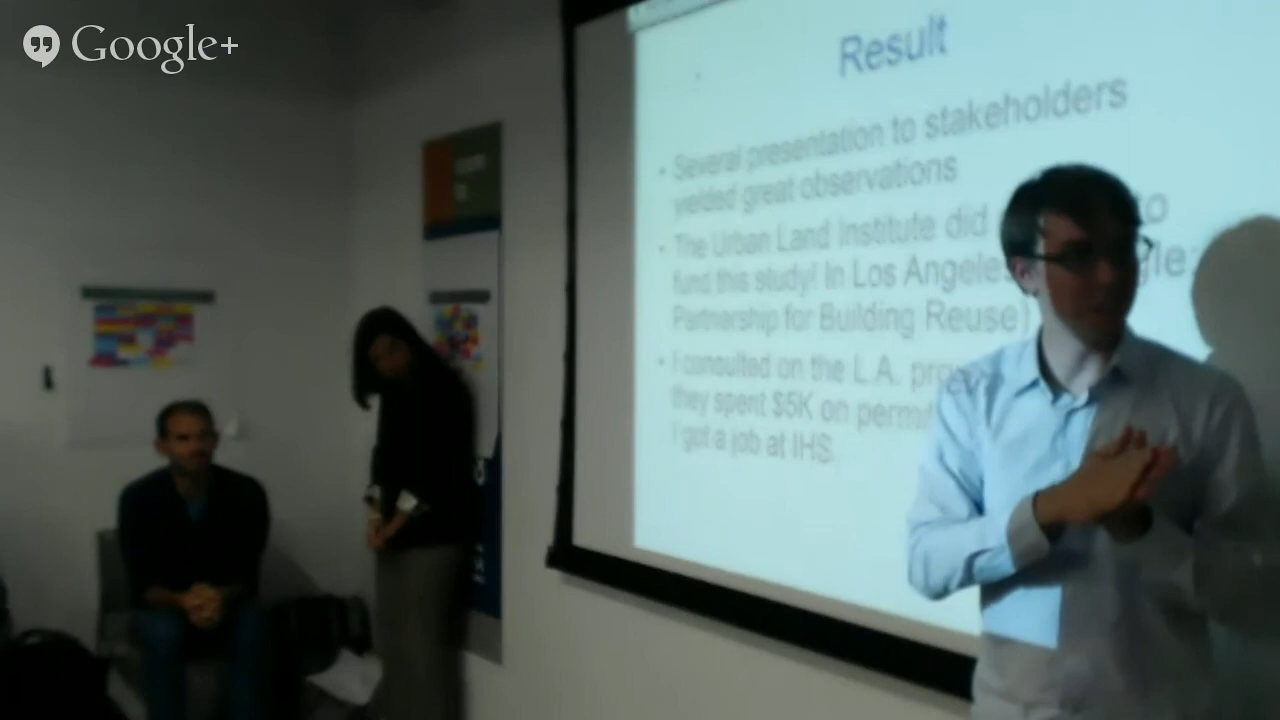 Google+
Result
Several presentation to stakeholders
yielded great observations
The Urban Land Institute did to
fund this study! In Los Angeles
Partnership for Building Reuse)
I consulted on the L.A.
they spent $5K on
I got a job at IHS.